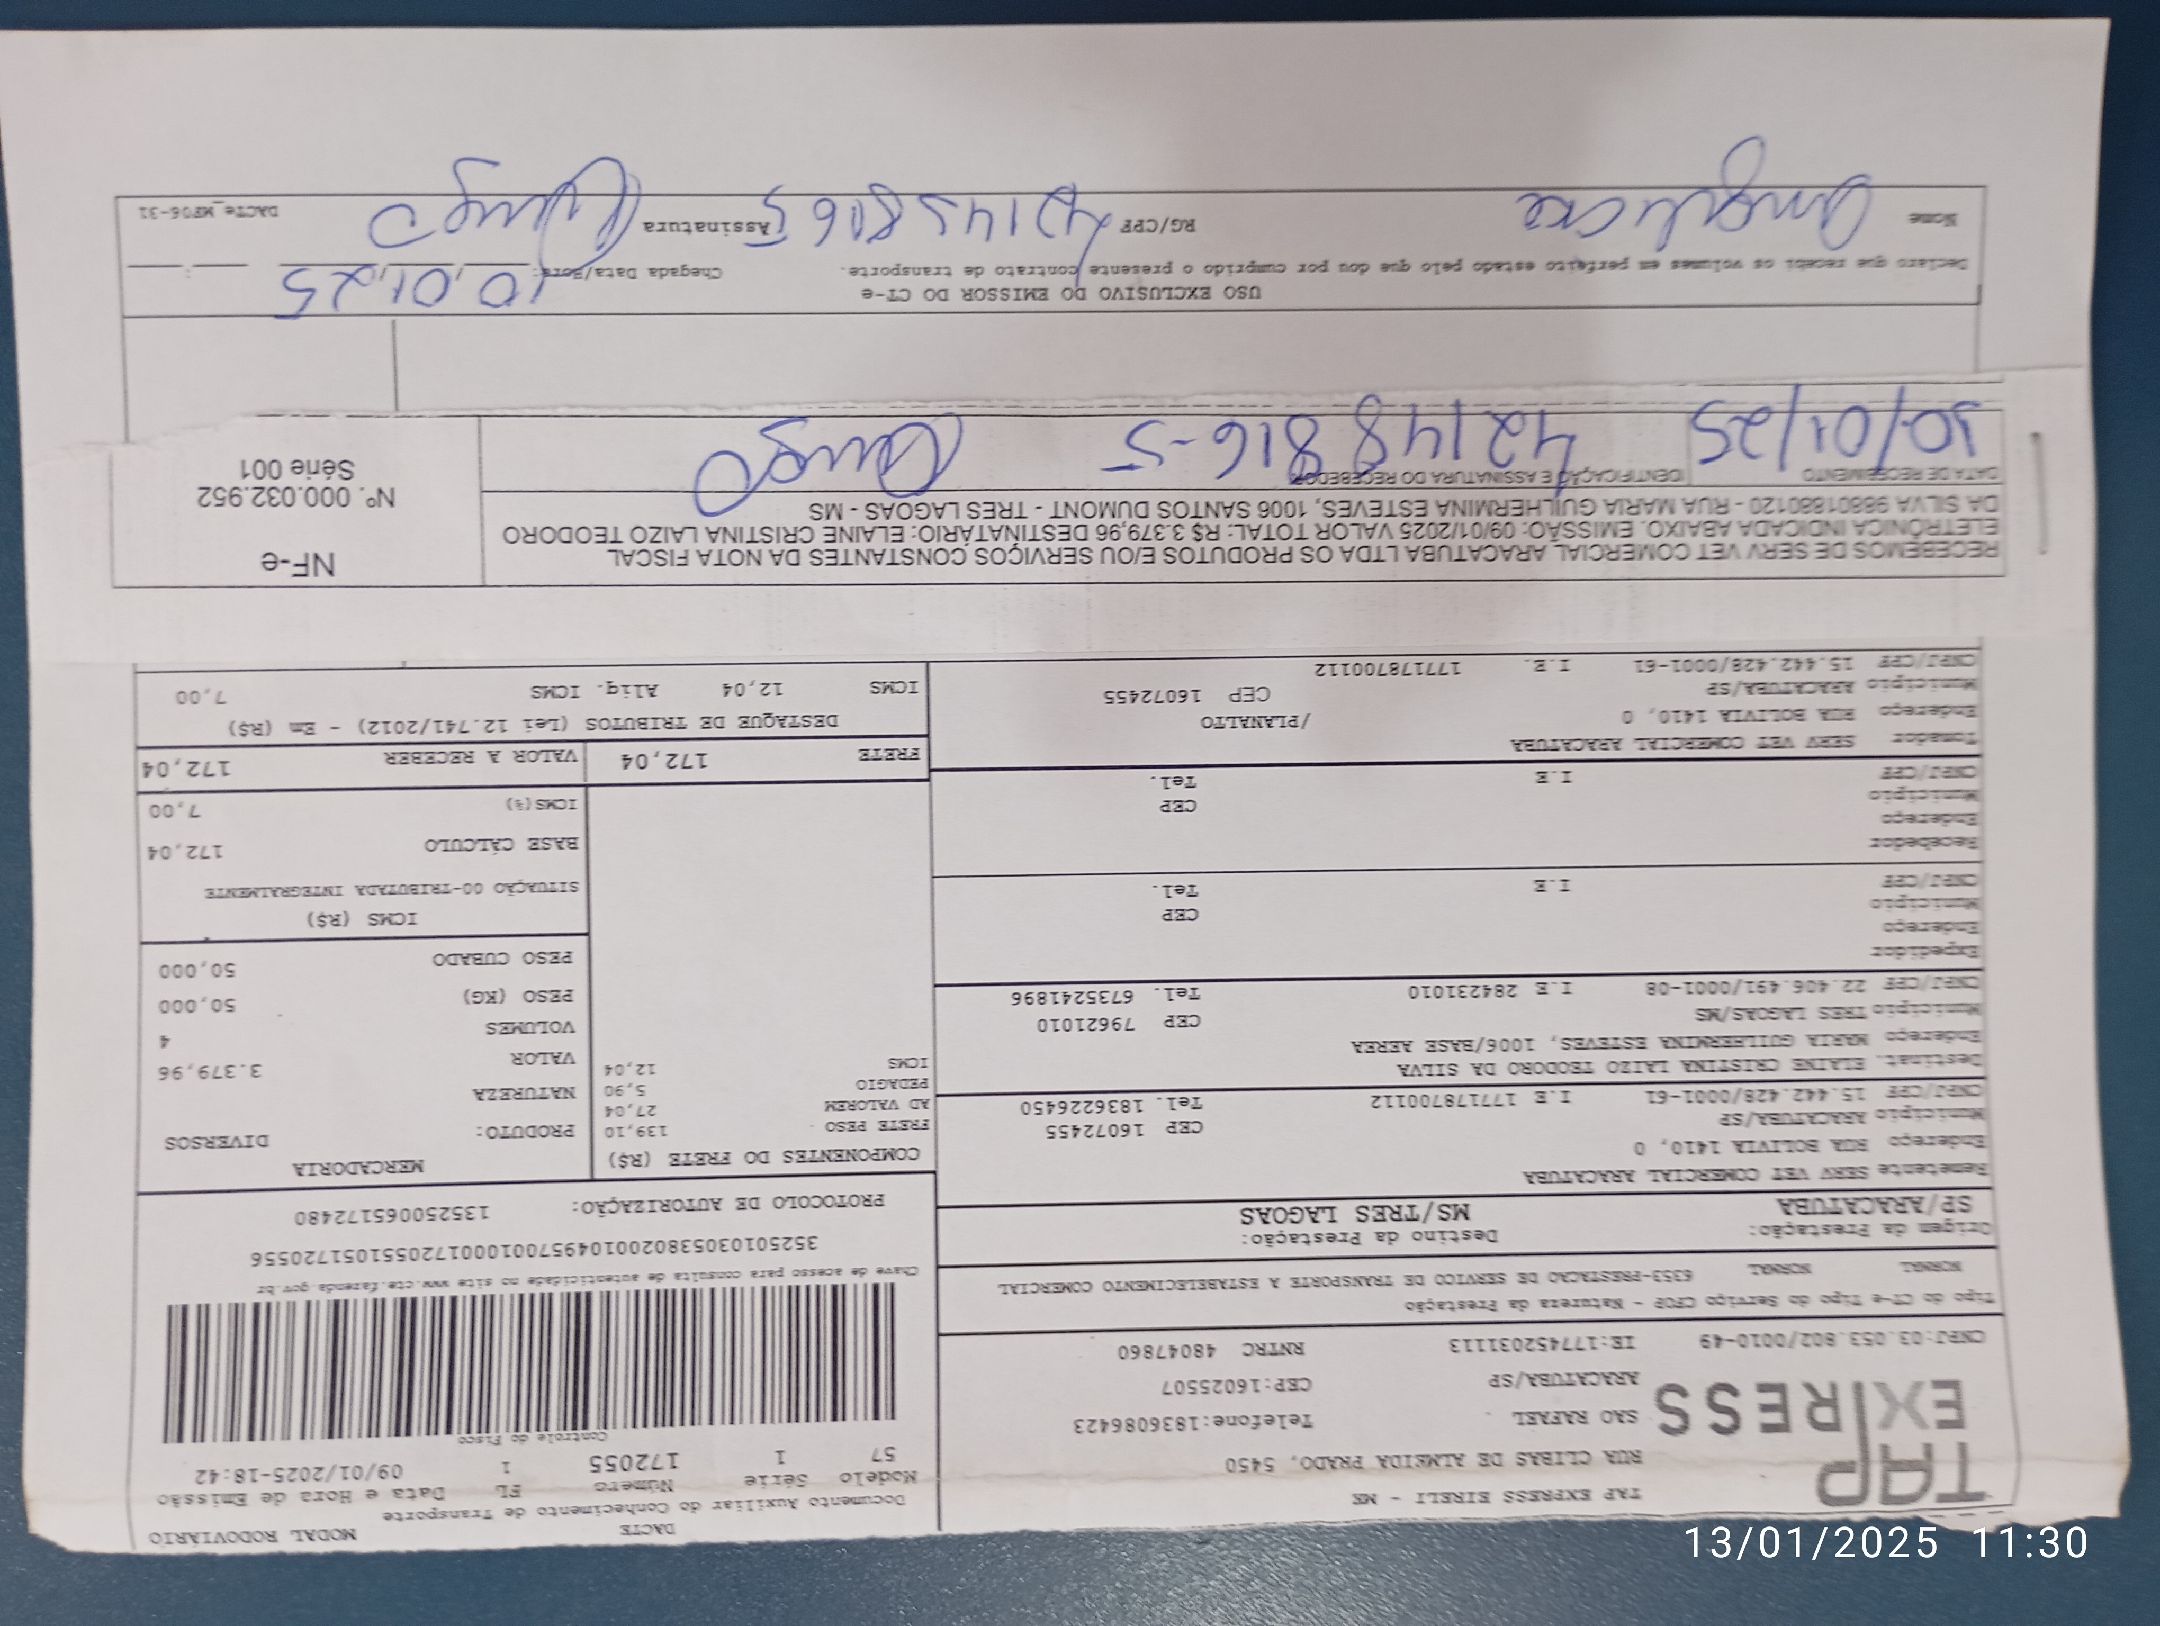 TAP EXPRESS
TAP EXPRESS EIRELI - ME
RUA CLIBAS DE ALMEIDA PRADO, 5450
SAO RAFAEL . Telefone:1836086423
ARACATUBA/SP CEP:16025507
CNPJ:03.053.802/0010-49 IE:177452031113 RNTRC 48047860
Tipo do CT-e Tipo do Serviço CFOP - Natureza da Prestação
NORMAL NORMAL 6353-PRESTACAO DE SERVICO DE TRANSPORTE A ESTABELECIMENTO COMERCIAL
Origem da Prestação: Destino da Prestação:
SP/ARACATUBA MS/TRES LAGOAS
Remetente SERV VET COMERCIAL ARACATUBA
Endereço RUA BOLIVIA 1410, 0
Município ARACATUBA/SP CEP 16072455
CNPJ/CPF 15.442.428/0001-61 I.E 177178700112 Tel. 1836226450
Destinat. ELAINE CRISTINA LAIZO TEODORO DA SILVA
Endereço MARIA GUILHERMINA ESTEVES, 1006/BASE AEREA
Município TRES LAGOAS/MS CEP 79621010
CNPJ/CPF 22.406.491/0001-08 I.E 284231010 Tel. 6735241896
Expedidor
Endereço
Município CEP
CNPJ/CPF I.E Tel.
Recebedor
Endereço
Município CEP
CNPJ/CPF I.E Tel.
Tomador SERV VET COMERCIAL ARACATUBA
Endereço RUA BOLIVIA 1410, 0 /PLANALTO
Município ARACATUBA/SP CEP 16072455
CNPJ/CPF 15.442.428/0001-61 I.E. 177178700112
DACTE MODAL RODOVIÁRIO
Documento Auxiliar do Conhecimento de Transporte
Modelo Série Número FL Data e Hora de Emissão
57 1 172055 1 09/01/2025-18:42
Controle do Fisco
Chave de acesso para consulta de autenticidade no site www.cte.fazenda.gov.br
35250103053802001049570010001720551051720556
PROTOCOLO DE AUTORIZAÇÃO: 135250065172480
COMPONENTES DO FRETE (R$)
FRETE PESO 139,10
AD VALOREM 27,04
PEDAGIO 5,90
ICMS 12,04
MERCADORIA
PRODUTO: DIVERSOS
NATUREZA
VALOR 3.379,96
VOLUMES 4
PESO (KG) 50,000
PESO CUBADO 50,000
ICMS (R$)
SITUAÇÃO 00-TRIBUTADA INTEGRALMENTE
BASE CÁLCULO 172,04
ICMS(%) 7,00
FRETE 172,04 VALOR A RECEBER 172,04
DESTAQUE DE TRIBUTOS (Lei 12.741/2012) - Em (R$)
ICMS 12,04 Aliq. ICMS 7,00
RECEBEMOS DE SERV VET COMERCIAL ARACATUBA LTDA OS PRODUTOS E/OU SERVIÇOS CONSTANTES DA NOTA FISCAL
ELETRÔNICA INDICADA ABAIXO. EMISSÃO: 09/01/2025 VALOR TOTAL: R$ 3.379,96 DESTINATÁRIO: ELAINE CRISTINA LAIZO TEODORO
DA SILVA 98801880120 - RUA MARIA GUILHERMINA ESTEVES, 1006 SANTOS DUMONT - TRES LAGOAS - MS
DATA DE RECEBIMENTO IDENTIFICAÇÃO E ASSINATURA DO RECEBEDOR
10/01/25 42148816-5
NF-e
Nº. 000.032.952
Série 001
USO EXCLUSIVO DO EMISSOR DO CT-e
Declaro que recebi os volumes em perfeito estado pelo que dou por cumprido o presente contrato de transporte. Chegada Data/Hora: 10,01,25 :
Nome RG/CPF Assinatura
DACTe_MF06-31
13/01/2025 11:30